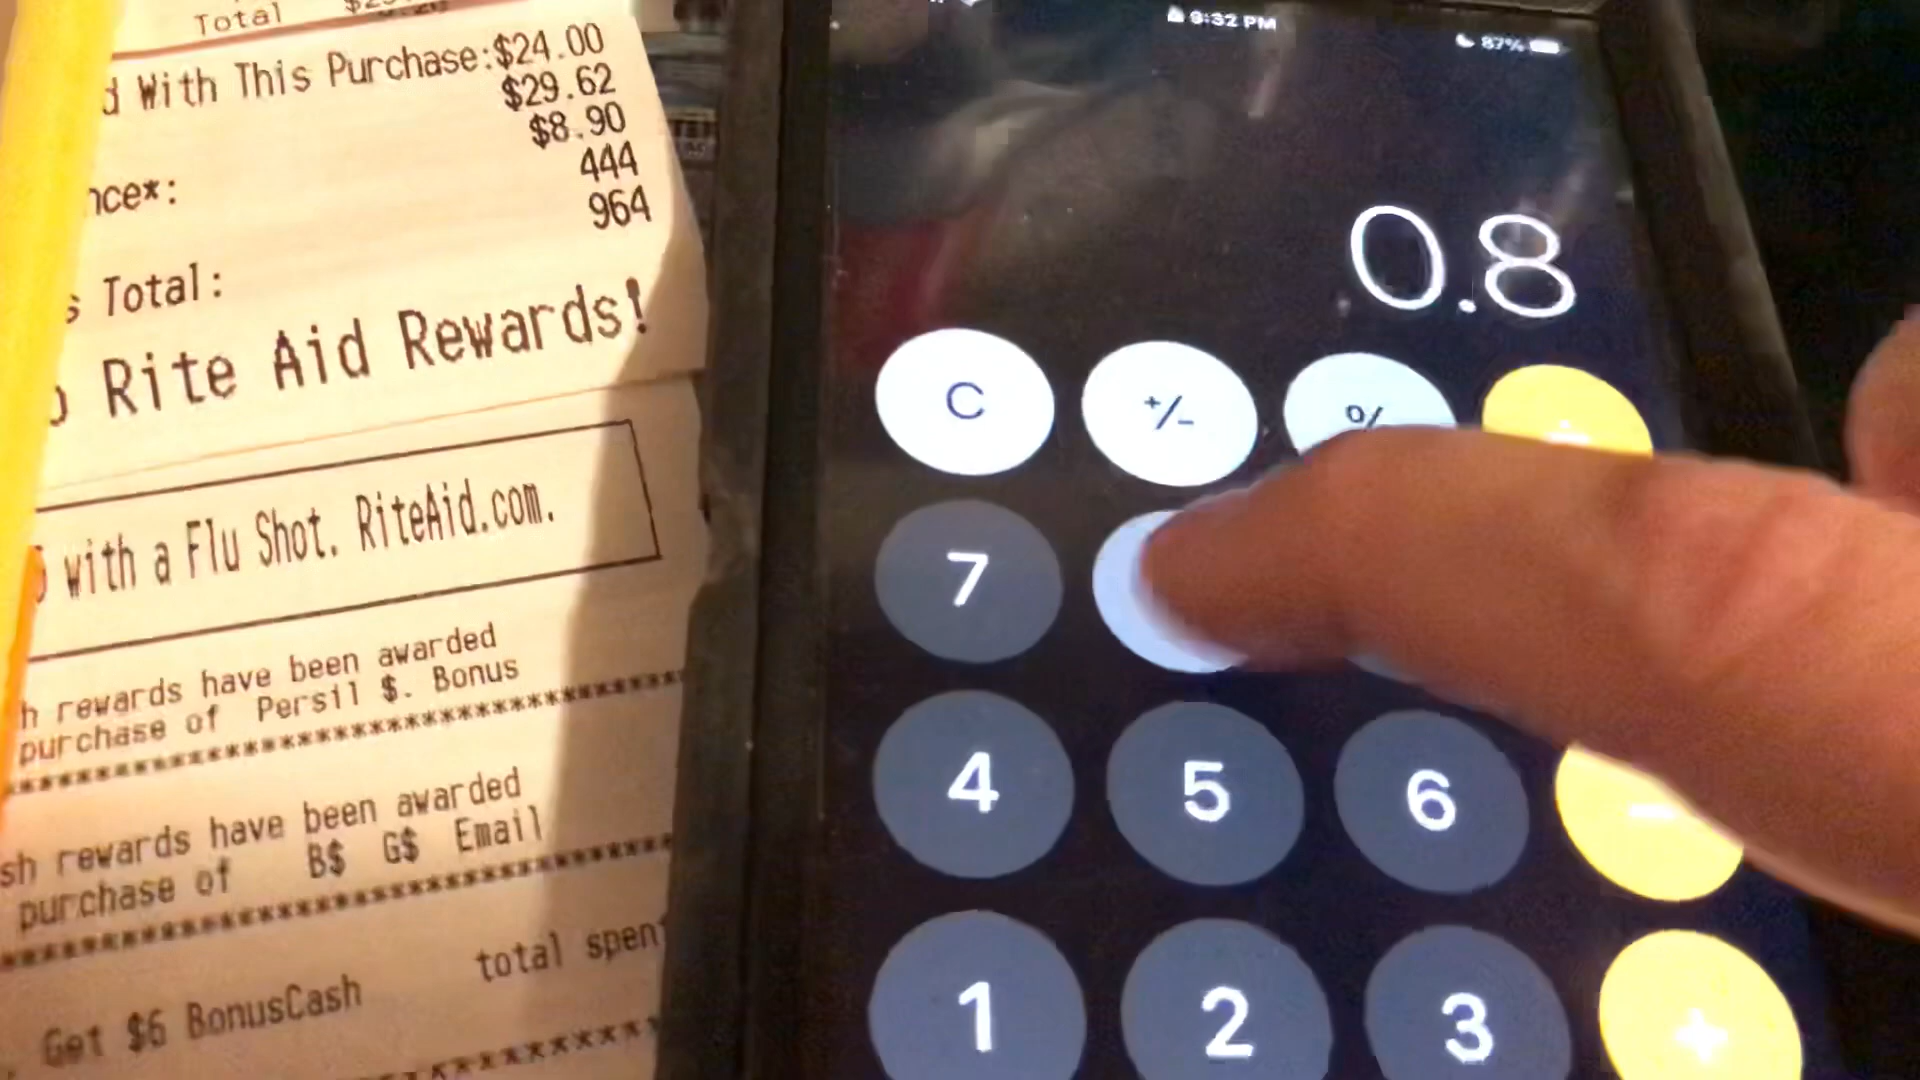 Total
d With This Purchase:$24.00
$29.62
$8.90
nce*: 444
964
s Total:
o Rite Aid Rewards!
with a Flu Shot. RiteAid.com.
h rewards have been awarded
purchase of Persil $. Bonus
********************************
sh rewards have been awarded
purchase of B$ G$ Email
********************************
total spent
Get $6 BonusCash
9:32 PM
87%
0.8
C +/- %
7
4 5 6 -
1 2 3 +